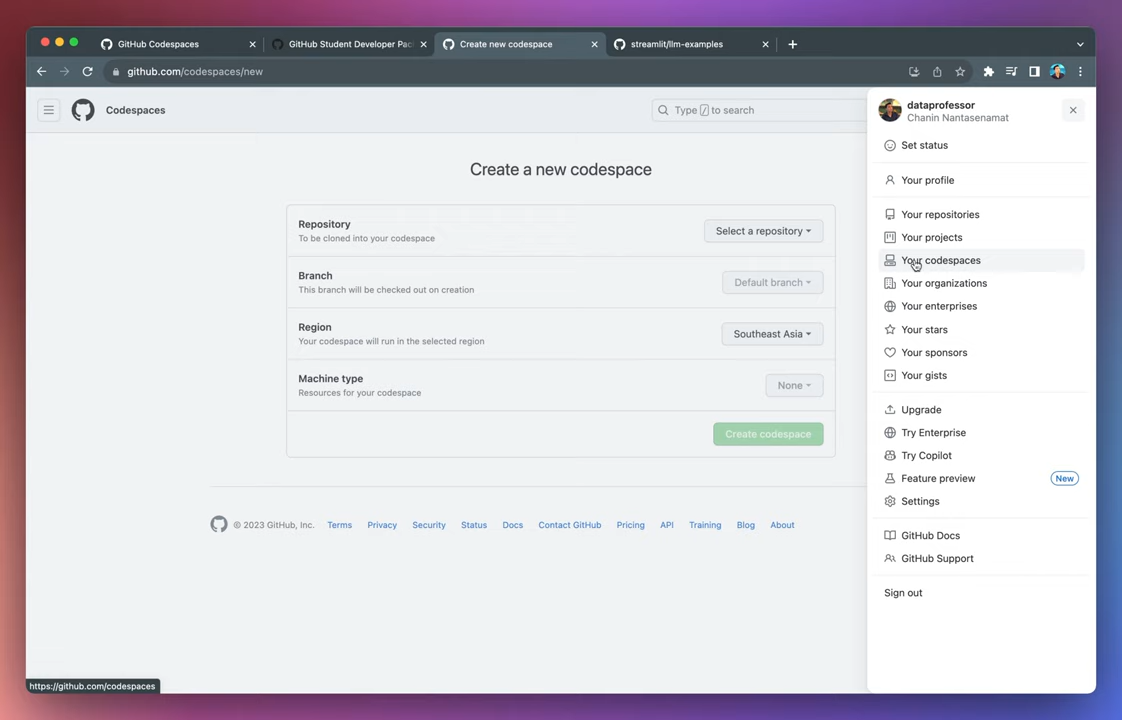 GitHub Codespaces
GitHub Student Developer Pac
Create new codespace
streamlit/llm-examples
github.com/codespaces/new
Codespaces
Type / to search
Create a new codespace
Repository
To be cloned into your codespace
Select a repository
Branch
This branch will be checked out on creation
Default branch
Region
Your codespace will run in the selected region
Southeast Asia
Machine type
Resources for your codespace
None
Create codespace
© 2023 GitHub, Inc. Terms Privacy Security Status Docs Contact GitHub Pricing API Training Blog About
dataprofessor
Chanin Nantasenamat
Set status
Your profile
Your repositories
Your projects
Your codespaces
Your organizations
Your enterprises
Your stars
Your sponsors
Your gists
Upgrade
Try Enterprise
Try Copilot
Feature preview New
Settings
GitHub Docs
GitHub Support
Sign out
https://github.com/codespaces